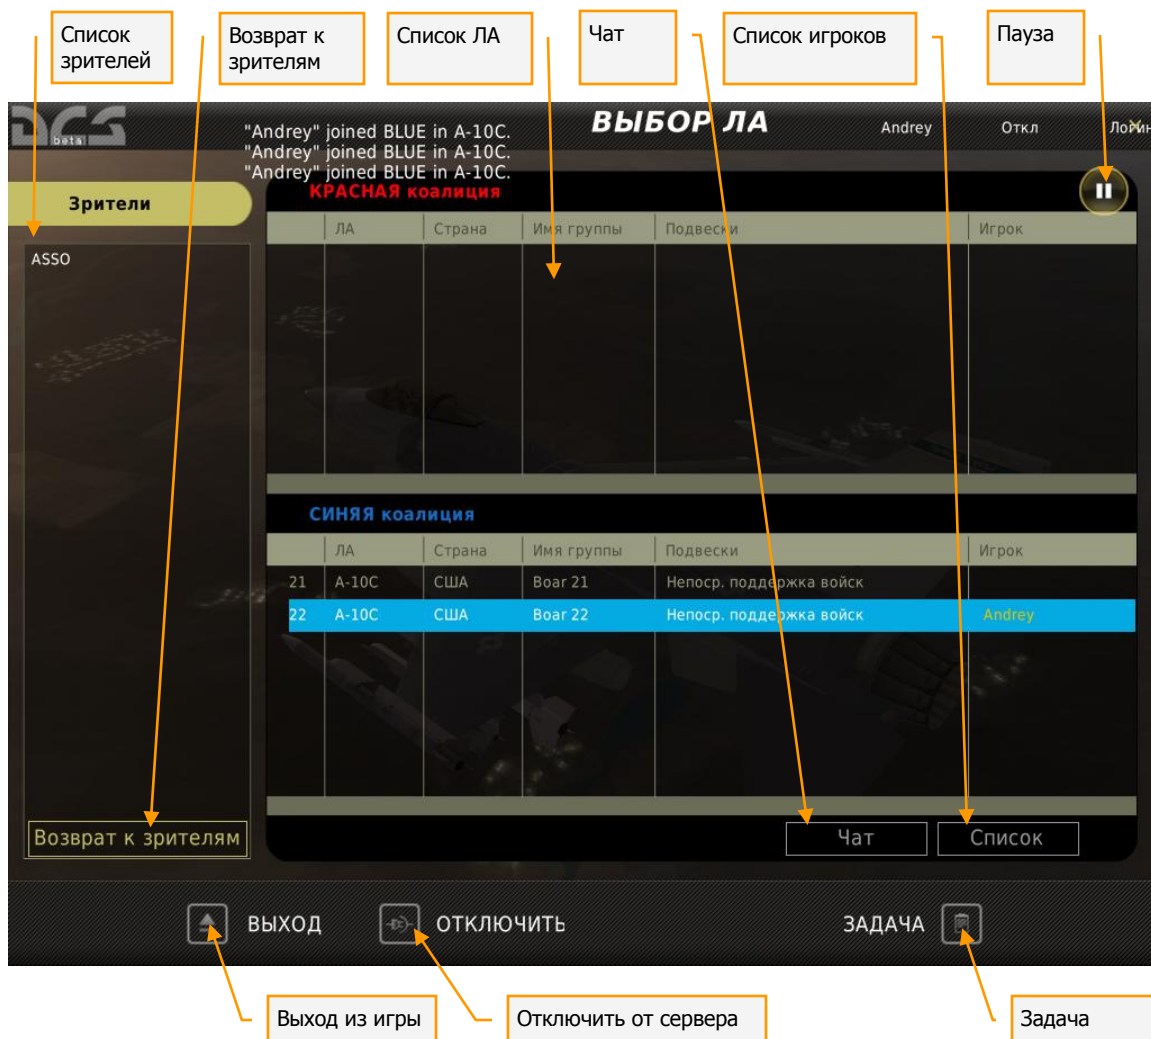 Список
зрителей
Возврат к
зрителям
Список ЛА
Чат
Список игроков
Пауза
DCS
beta
"Andrey" joined BLUE in A-10C.
"Andrey" joined BLUE in A-10C.
"Andrey" joined BLUE in A-10C.
ВЫБОР ЛА
Andrey
Откл
Логин
Зрители
ASSO
КРАСНАЯ коалиция
ЛА Страна Имя группы Подвески Игрок
СИНЯЯ коалиция
ЛА Страна Имя группы Подвески Игрок
21 A-10C США Boar 21 Непоср. поддержка войск
22 A-10C США Boar 22 Непоср. поддержка войск Andrey
Возврат к зрителям
Чат
Список
ВЫХОД
ОТКЛЮЧИТЬ
ЗАДАЧА
Выход из игры
Отключить от сервера
Задача